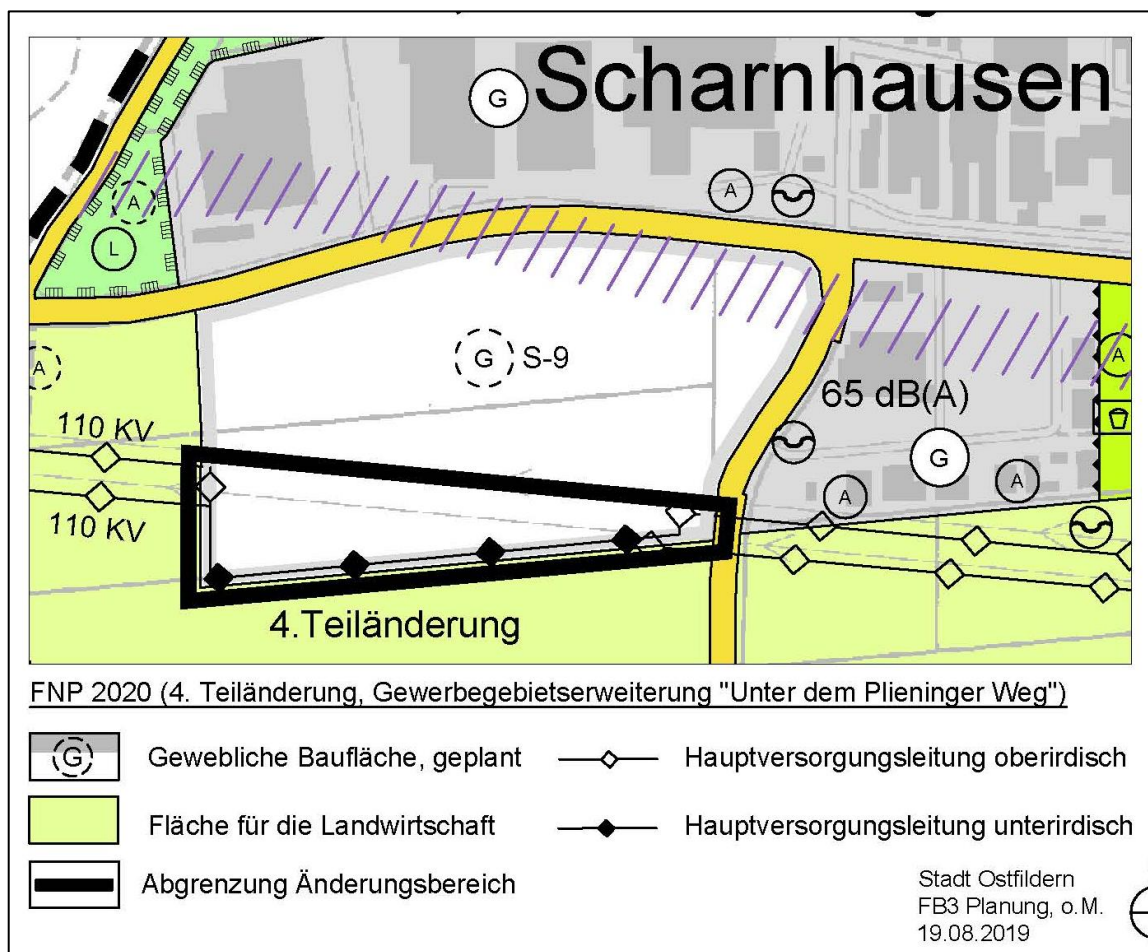 Scharnhausen
G
A
A
L
A
G S-9
A
65 dB(A)
A
110 KV
G
A
A
110 KV
4.Teiländerung
FNP 2020 (4. Teiländerung, Gewerbegebietserweiterung "Unter dem Plieninger Weg")
G Gewebliche Baufläche, geplant
Hauptversorgungsleitung oberirdisch
Fläche für die Landwirtschaft
Hauptversorgungsleitung unterirdisch
Abgrenzung Änderungsbereich
Stadt Ostfildern
FB3 Planung, o.M.
19.08.2019